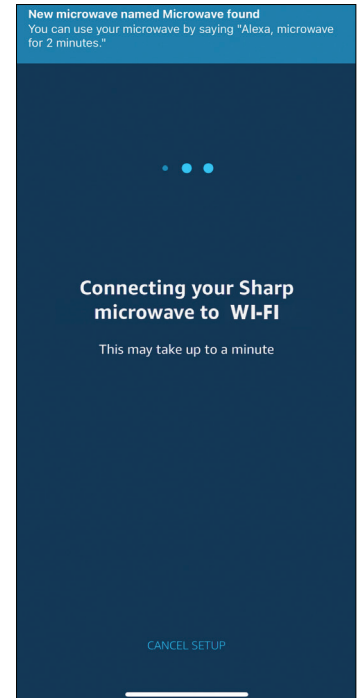 New microwave named Microwave found
You can use your microwave by saying "Alexa, microwave
for 2 minutes."
Connecting your Sharp
microwave to WI-FI
This may take up to a minute
CANCEL SETUP